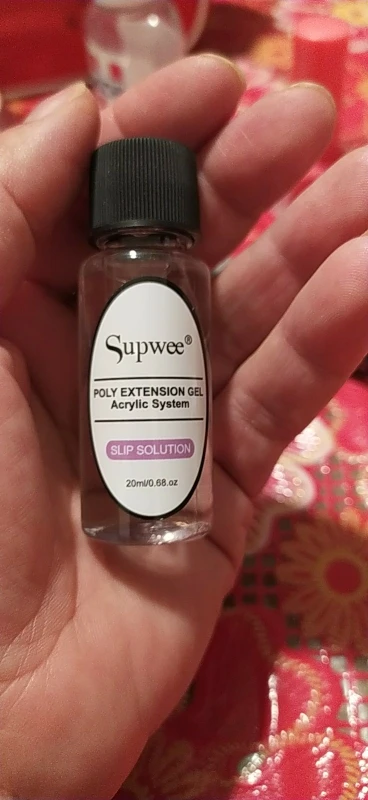 Supwee®
POLY EXTENSION GEL
Acrylic System
SLIP SOLUTION
20ml/0.68.oz